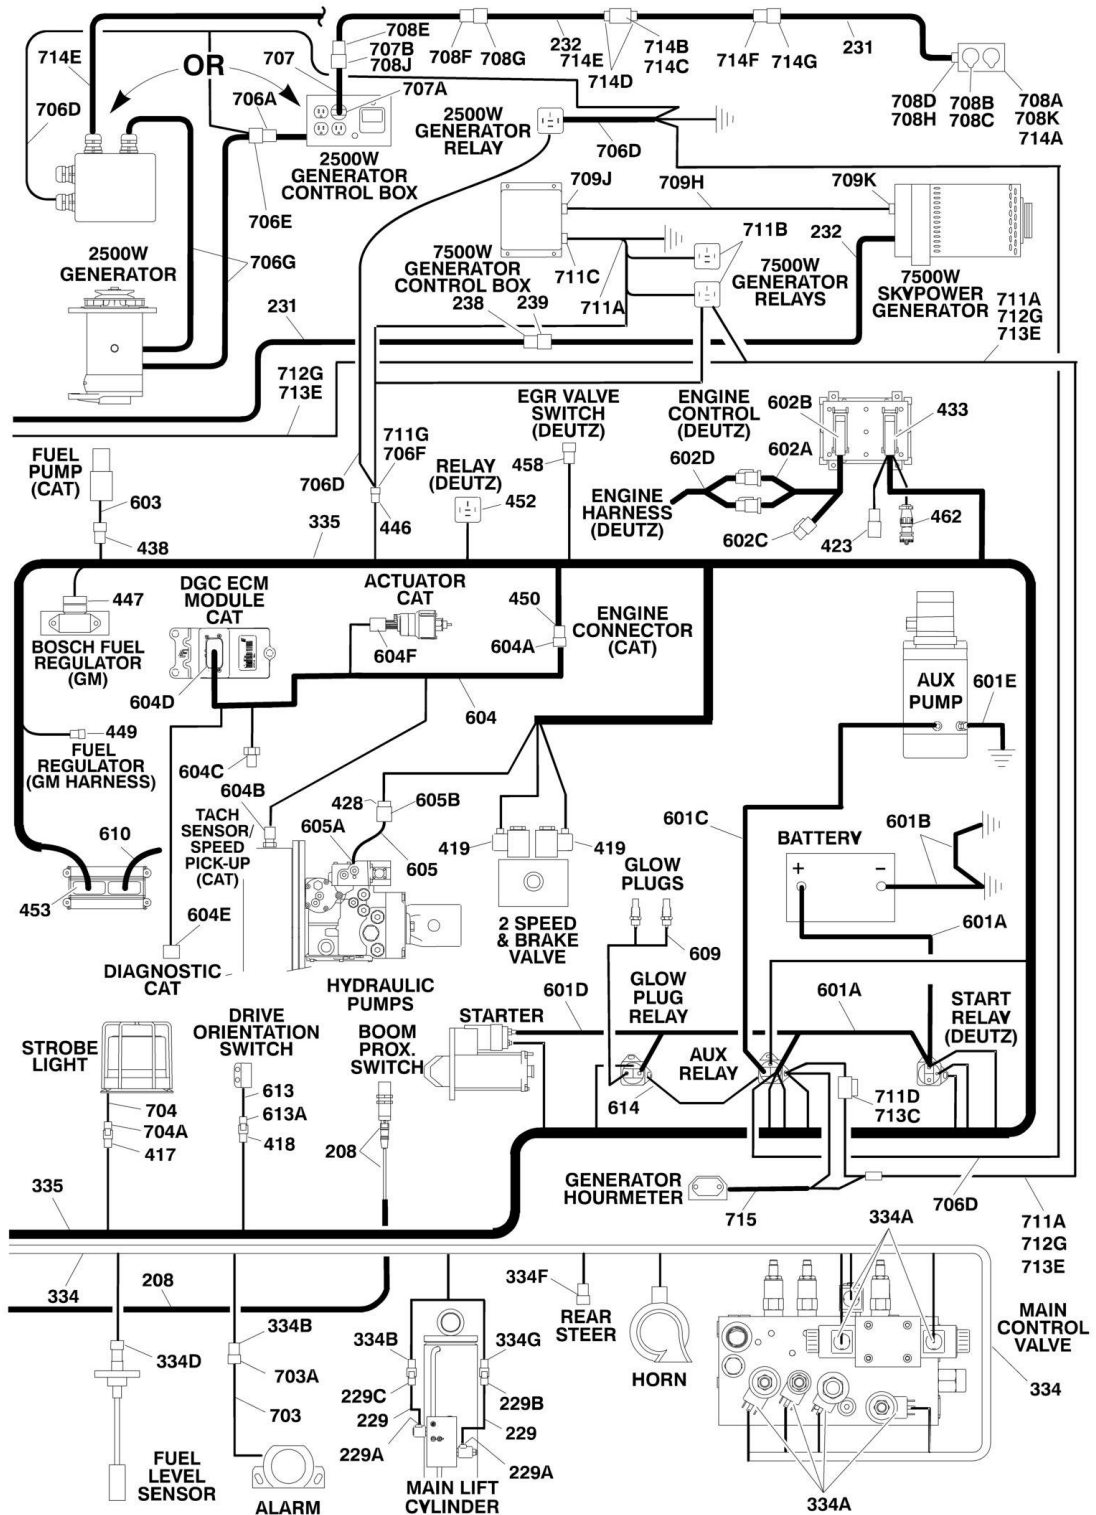 714E
706D
OR
707
706A
708E
707B
708J
707A
708F
708G
232
714E
714D
714B
714C
714F
714G
231
708D
708H
708B
708C
708A
708K
714A
2500W
GENERATOR
CONTROL BOX
706E
2500W
GENERATOR
RELAY
706D
709J
709H
709K
232
2500W
GENERATOR
706G
231
7500W
GENERATOR
CONTROL BOX
238
239
711C
711A
711B
7500W
GENERATOR
RELAYS
7500W
SKYPOWER
GENERATOR
711A
712G
713E
712G
713E
FUEL
PUMP
(CAT)
603
438
335
706D
711G
706F
446
RELAY
(DEUTZ)
452
EGR VALVE
SWITCH
(DEUTZ)
458
ENGINE
CONTROL
(DEUTZ)
602D
602A
602B
433
ENGINE
HARNESS
(DEUTZ)
602C
423
462
447
BOSCH FUEL
REGULATOR
(GM)
DGC ECM
MODULE
CAT
604D
ACTUATOR
CAT
604F
450
604A
ENGINE
CONNECTOR
(CAT)
604
AUX
PUMP
601E
449
FUEL
REGULATOR
(GM HARNESS)
604C
604B
TACH
SENSOR/
SPEED
PICK-UP
(CAT)
428
605B
605A
605
419
419
2 SPEED
& BRAKE
VALVE
601C
BATTERY
+
-
601B
601A
610
453
604E
DIAGNOSTIC
CAT
HYDRAULIC
PUMPS
GLOW
PLUGS
609
GLOW
PLUG
RELAY
601D
601A
START
RELAY
(DEUTZ)
STROBE
LIGHT
704
704A
417
DRIVE
ORIENTATION
SWITCH
613
613A
418
BOOM
PROX.
SWITCH
208
STARTER
614
AUX
RELAY
711D
713C
GENERATOR
HOURMETER
715
706D
711A
712G
713E
335
334
208
334D
FUEL
LEVEL
SENSOR
334B
703A
703
ALARM
334B
229C
229
229A
334G
229B
229
229A
MAIN LIFT
CYLINDER
334F
REAR
STEER
HORN
334A
MAIN
CONTROL
VALVE
334
334A